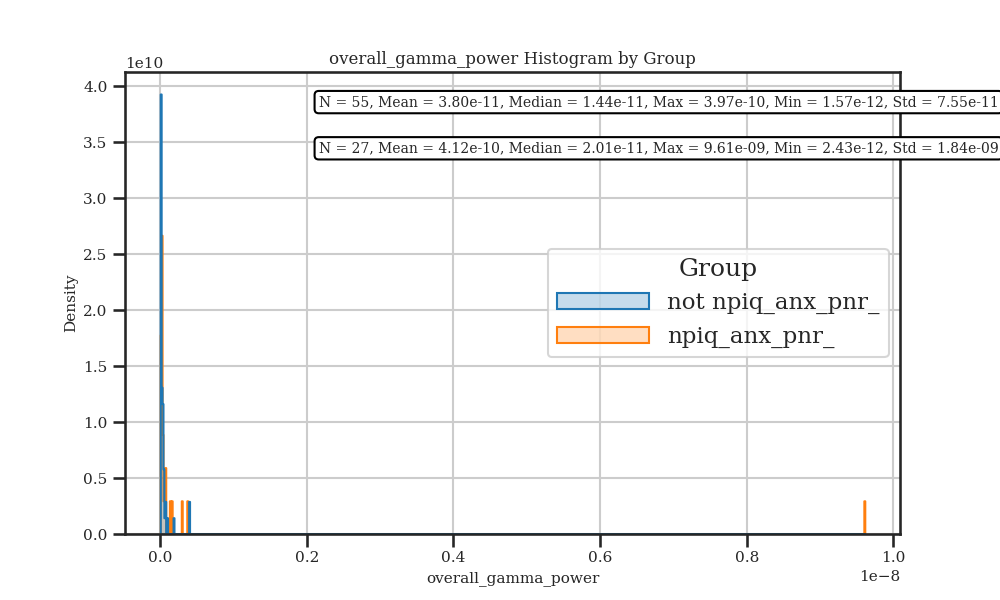 overall_gamma_power Histogram by Group
1e10
4.0
3.5
3.0
2.5
2.0
1.5
1.0
0.5
0.0
Density
N = 55, Mean = 3.80e-11, Median = 1.44e-11, Max = 3.97e-10, Min = 1.57e-12, Std = 7.55e-11
N = 27, Mean = 4.12e-10, Median = 2.01e-11, Max = 9.61e-09, Min = 2.43e-12, Std = 1.84e-09
Group
not npiq_anx_pnr_
npiq_anx_pnr_
0.0 0.2 0.4 0.6 0.8 1.0
overall_gamma_power
1e−8